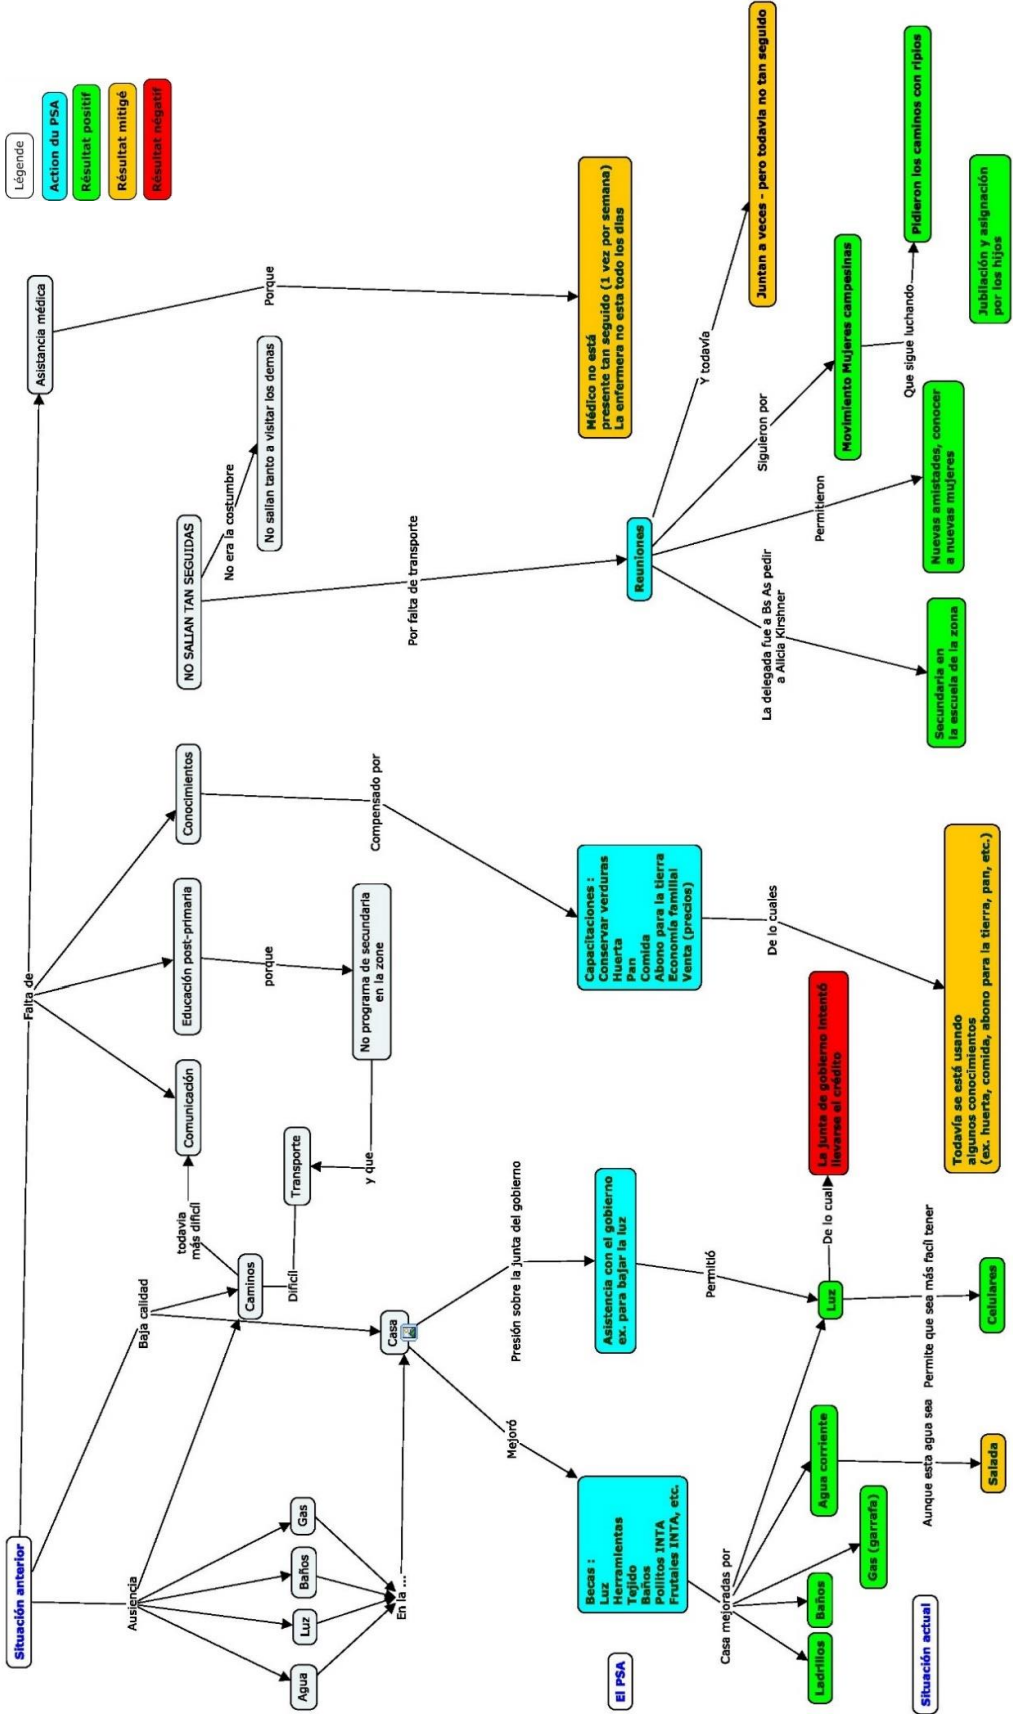 Légende
Action du PSA
Résultat positif
Résultat mitigé
Résultat négatif
Situación anterior
Falta de
Asistancia médica
Baja calidad
Ausiencia
Agua
Luz
Baños
Gas
En la ...
todavia
más dificíl
Caminos
Dificíl
Comunicación
Transporte
y que
Educación post-primaria
porque
No programa de secundaria
en la zone
Conocimientos
Compensado por
NO SALIAN TAN SEGUIDAS
No era la costumbre
No salian tanto a visitar los demas
Por falta de transporte
Porque
Casa
Mejoró
Presión sobre la junta del gobierno
El PSA
Becas :
Luz
Herramientas
Tejido
Baños
Pollitos INTA
Frutales INTA, etc.
Asistencia con el gobierno
ex. para bajar la luz
Capacitaciones :
Conservar verduras
Huerta
Pan
Comida
Abono para la tierra
Economía familial
Venta (precios)
Reuniones
Médico no está
presente tan seguido (1 vez por semana)
La enfermera no esta todo los días
Casa mejoradas por
Permitió
De lo cuales
La delegada fue a Bs As pedir
a Alicia Kirshner
Permitieron
Siguieron por
Y todavía
Ladrillos
Baños
Gas (garrafa)
Agua corriente
Luz
De lo cual
La junta de gobierno intentó
llevarse el crédito
Movimiento Mujeres campesinas
Juntan a veces - pero todavia no tan seguido
Aunque esta agua sea
Permite que sea más facíl tener
Que sigue luchando
Situación actual
Salada
Celulares
Todavía se está usando
algunos conocimientos
(ex. huerta, comida, abono para la tierra, pan, etc.)
Secundaria en
la escuela de la zona
Nuevas amistades, conocer
a nuevas mujeres
Pidieron los caminos con ripios
Jubilación y asignación
por los hijos